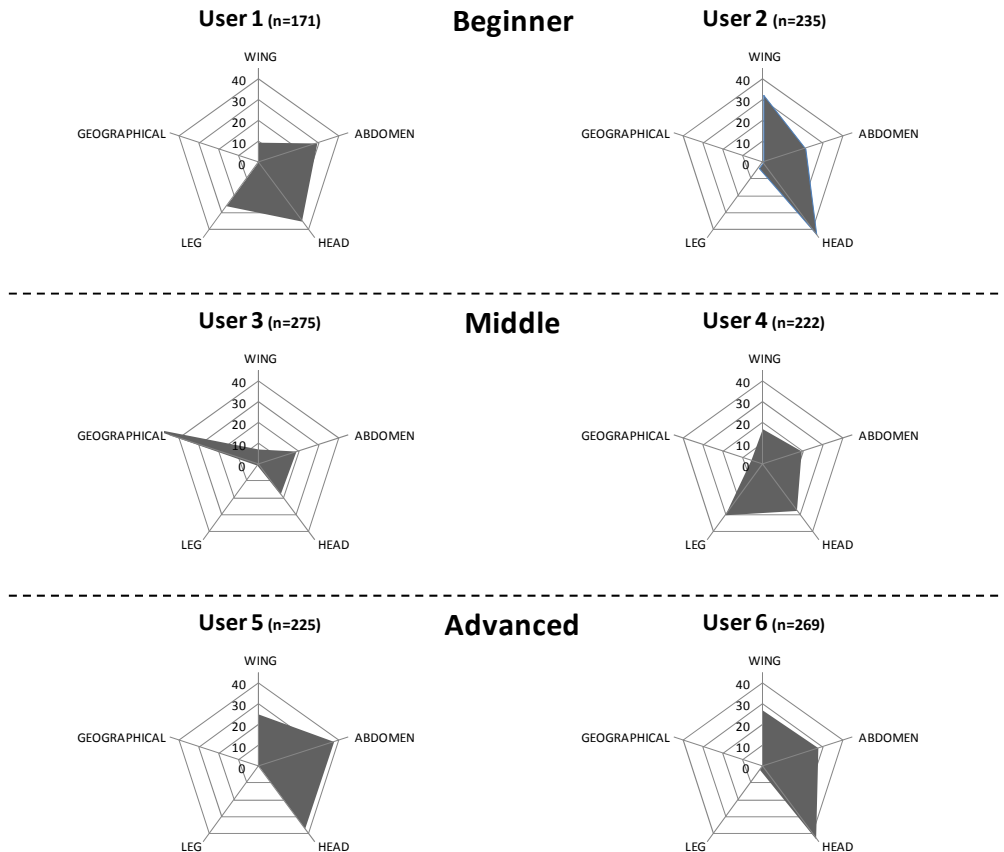 User 1 (n=171)
Beginner
User 2 (n=235)
WING
40
30
20
10
0
ABDOMEN
HEAD
LEG
GEOGRAPHICAL
WING
40
30
20
10
0
ABDOMEN
HEAD
LEG
GEOGRAPHICAL
User 3 (n=275)
Middle
User 4 (n=222)
WING
40
30
20
10
0
ABDOMEN
HEAD
LEG
GEOGRAPHICAL
WING
40
30
20
10
0
ABDOMEN
HEAD
LEG
GEOGRAPHICAL
User 5 (n=225)
Advanced
User 6 (n=269)
WING
40
30
20
10
0
ABDOMEN
HEAD
LEG
GEOGRAPHICAL
WING
40
30
20
10
0
ABDOMEN
HEAD
LEG
GEOGRAPHICAL